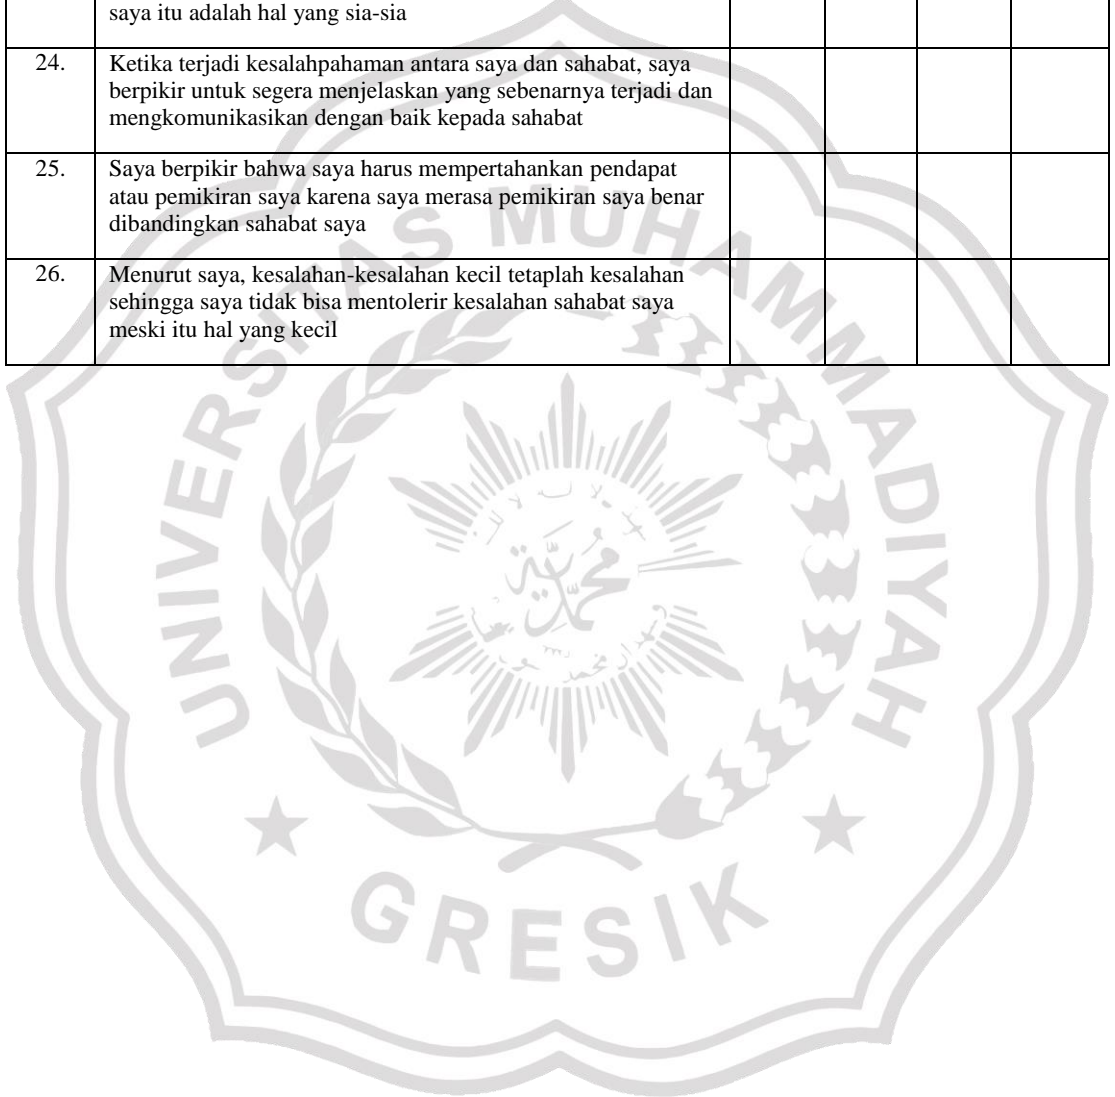 saya itu adalah hal yang sia-sia
24. Ketika terjadi kesalahpahaman antara saya dan sahabat, saya
berpikir untuk segera menjelaskan yang sebenarnya terjadi dan
mengkomunikasikan dengan baik kepada sahabat
25. Saya berpikir bahwa saya harus mempertahankan pendapat
atau pemikiran saya karena saya merasa pemikiran saya benar
dibandingkan sahabat saya
26. Menurut saya, kesalahan-kesalahan kecil tetaplah kesalahan
sehingga saya tidak bisa mentolerir kesalahan sahabat saya
meski itu hal yang kecil
UNIVERSITAS MUHAMMADIYAH
GRESIK